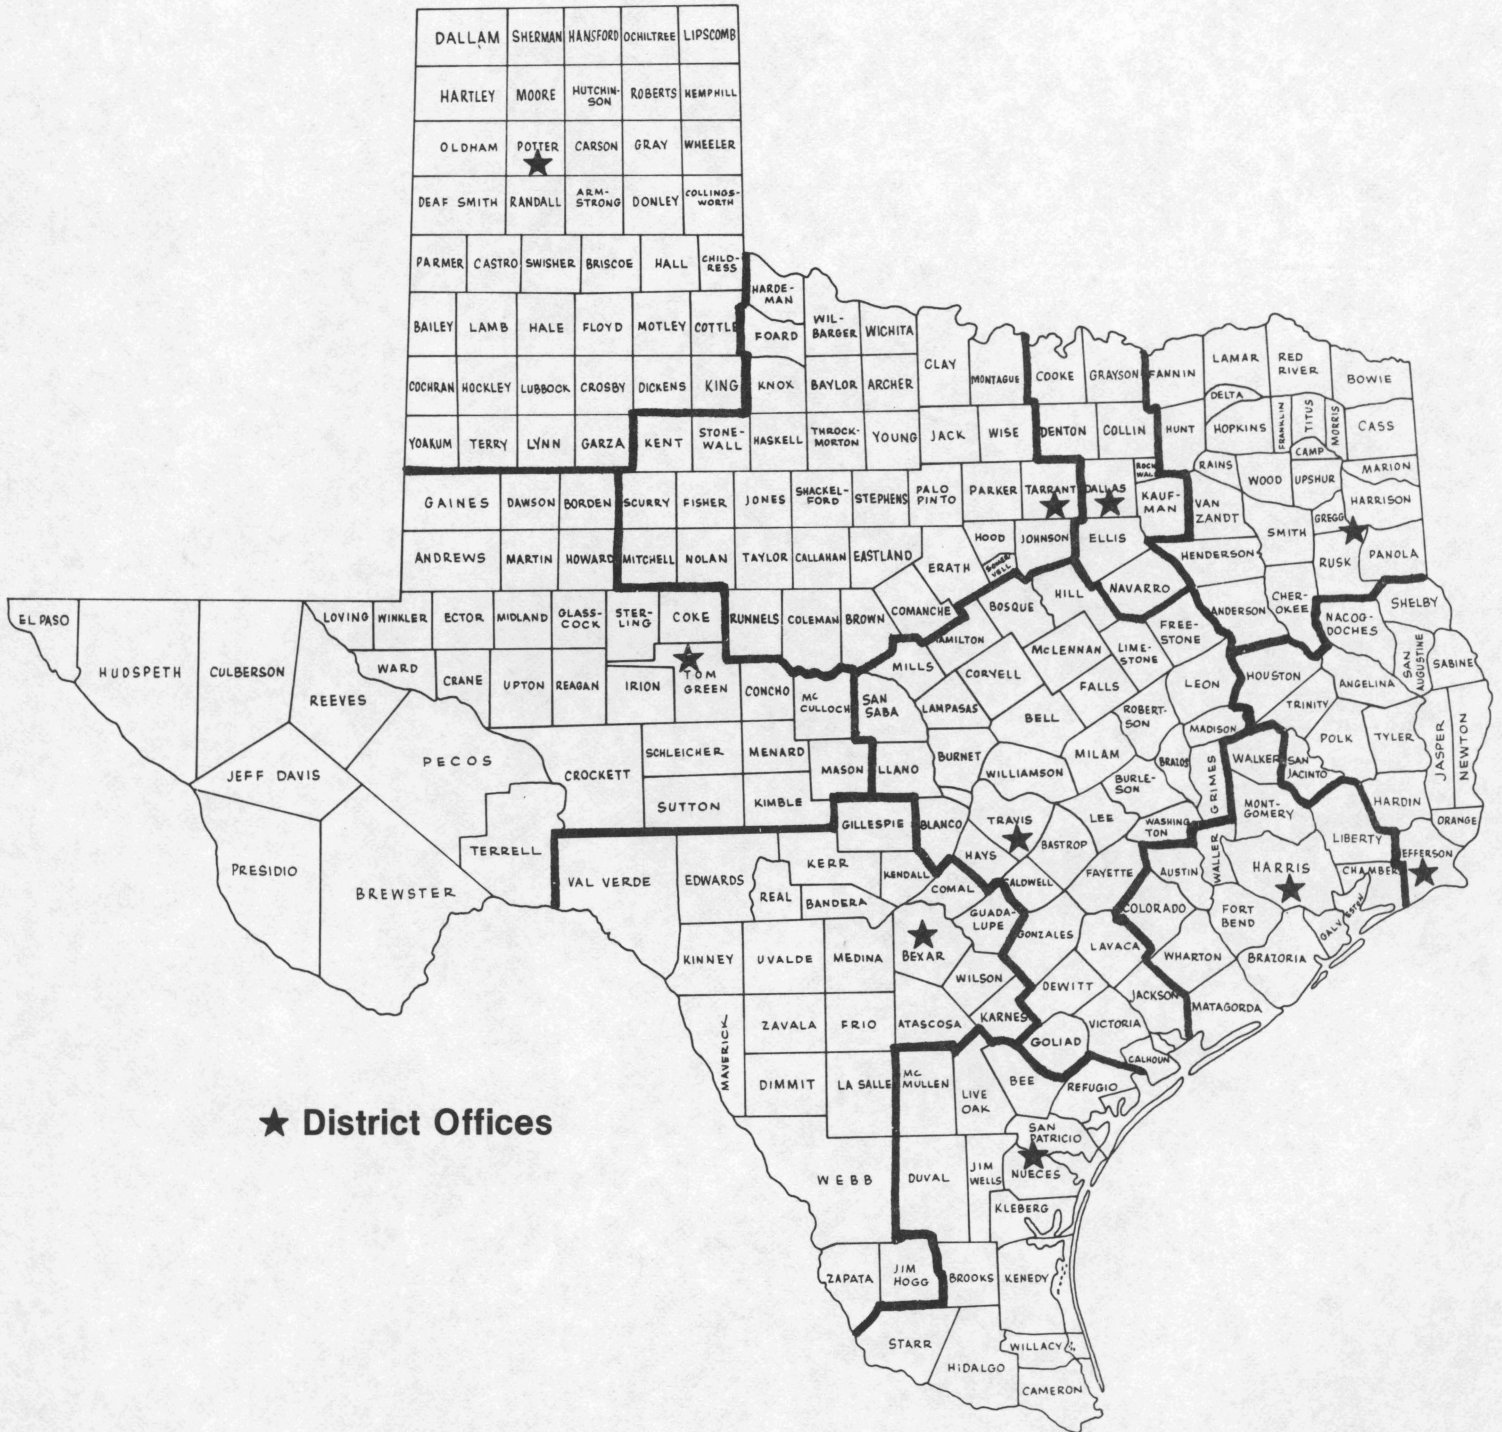 DALLAM SHERMAN HANSFORD OCHILTREE LIPSCOMB
HARTLEY MOORE HUTCHIN-
SON ROBERTS HEMPHILL
OLDHAM POTTER CARSON GRAY WHEELER
DEAF SMITH RANDALL ARM-
STRONG DONLEY COLLINGS-
WORTH
PARMER CASTRO SWISHER BRISCOE HALL CHILD-
RESS
HARDE-
MAN
BAILEY LAMB HALE FLOYD MOTLEY COTTLE
FOARD WIL-
BARGER WICHITA
CLAY MONTAGUE COOKE GRAYSON FANNIN LAMAR RED
RIVER BOWIE
COCHRAN HOCKLEY LUBBOCK CROSBY DICKENS KING KNOX BAYLOR ARCHER
DELTA
YOAKUM TERRY LYNN GARZA KENT STONE-
WALL HASKELL THROCK-
MORTON YOUNG JACK WISE DENTON COLLIN HUNT HOPKINS FRANKLIN TITUS MORRIS CASS
CAMP
ROCK
WALL RAINS WOOD UPSHUR MARION
GAINES DAWSON BORDEN SCURRY FISHER JONES SHACKEL-
FORD STEPHENS PALO
PINTO PARKER TARRANT DALLAS KAUF-
MAN VAN
ZANDT SMITH GREGG HARRISON
ANDREWS MARTIN HOWARD MITCHELL NOLAN TAYLOR CALLAHAN EASTLAND ERATH HOOD SOMER
VELL JOHNSON ELLIS HENDERSON RUSK PANOLA
EL PASO HUDSPETH CULBERSON REEVES LOVING WINKLER ECTOR MIDLAND GLASS-
COCK STER-
LING COKE RUNNELS COLEMAN BROWN COMANCHE HAMILTON BOSQUE HILL NAVARRO ANDERSON CHER-
OKEE NACOG-
DOCHES SHELBY
WARD CRANE UPTON REAGAN IRION TOM
GREEN CONCHO MC
CULLOCH SAN
SABA MILLS LAMPASAS CORYELL McLENNAN LIME-
STONE FREE-
STONE FALLS LEON HOUSTON ANGELINA SAN
AUGUSTINE SABINE
BELL ROBERT-
SON MADISON TRINITY POLK TYLER JASPER NEWTON
JEFF DAVIS PECOS CROCKETT SCHLEICHER MENARD MASON LLANO BURNET WILLIAMSON MILAM BRAZOS GRIMES WALKER SAN
JACINTO
SUTTON KIMBLE BURLE-
SON MONT-
GOMERY HARDIN
GILLESPIE BLANCO TRAVIS LEE WASHING
TON LIBERTY ORANGE
PRESIDIO BREWSTER TERRELL VAL VERDE EDWARDS KERR KENDALL HAYS BASTROP FAYETTE AUSTIN WALLER HARRIS CHAMBERS JEFFERSON
REAL BANDERA COMAL CALDWELL COLORADO FORT
BEND GALVESTON
GUADA-
LUPE GONZALES LAVACA WHARTON BRAZORIA
KINNEY UVALDE MEDINA BEXAR WILSON DEWITT JACKSON MATAGORDA
MAVERICK ZAVALA FRIO ATASCOSA KARNES GOLIAD VICTORIA CALHOUN
DIMMIT LA SALLE MC
MULLEN LIVE
OAK BEE REFUGIO
★ District Offices
SAN
PATRICIO
WEBB DUVAL JIM
WELLS NUECES
KLEBERG
ZAPATA JIM
HOGG BROOKS KENEDY
STARR HIDALGO WILLACY
CAMERON